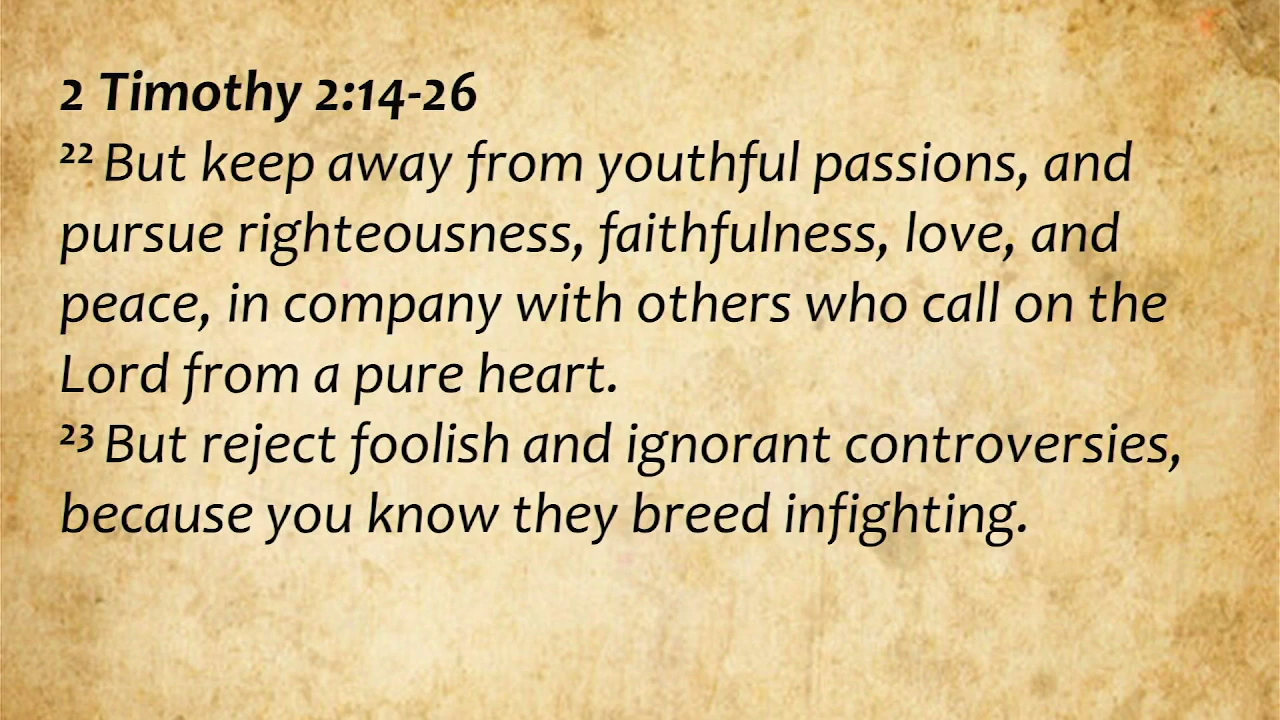 2 Timothy 2:14-26
22 But keep away from youthful passions, and
pursue righteousness, faithfulness, love, and
peace, in company with others who call on the
Lord from a pure heart.
23 But reject foolish and ignorant controversies,
because you know they breed infighting.